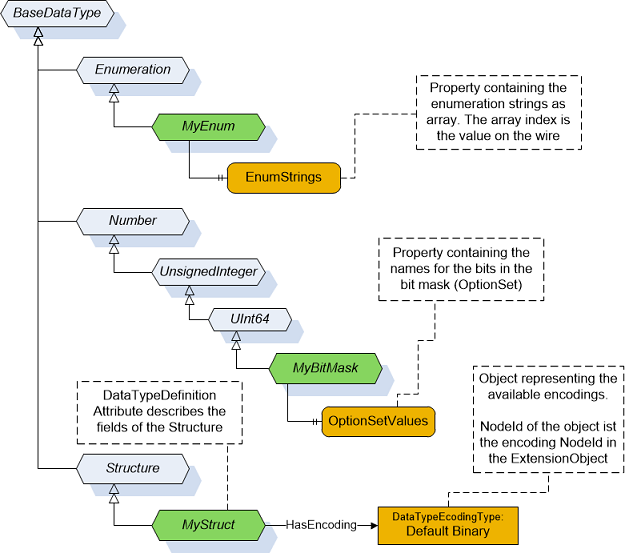 BaseDataType
Enumeration
Property containing the
enumeration strings as
array. The array index is
the value on the wire
MyEnum
EnumStrings
Number
Property containing the
names for the bits in the
bit mask (OptionSet)
UnsignedInteger
UInt64
MyBitMask
DataTypeDefinition
Attribute describes the
fields of the Structure
Object representing the
available encodings.
NodeId of the object ist
the encoding NodeId in
the ExtensionObject
OptionSetValues
Structure
MyStruct
HasEncoding
DataTypeEcodingType:
Default Binary